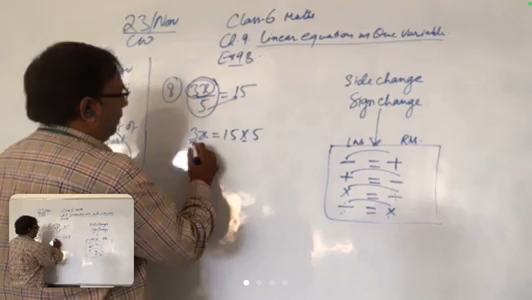 23/Nov
CW
Class-6 Maths
Ch 9 Linear equation in One Variable
Ex 9B
8 3x/5 = 15
3x = 15 × 5
Side change
Sign change
LHS RHS
- = +
+ = -
× = ÷
÷ = ×